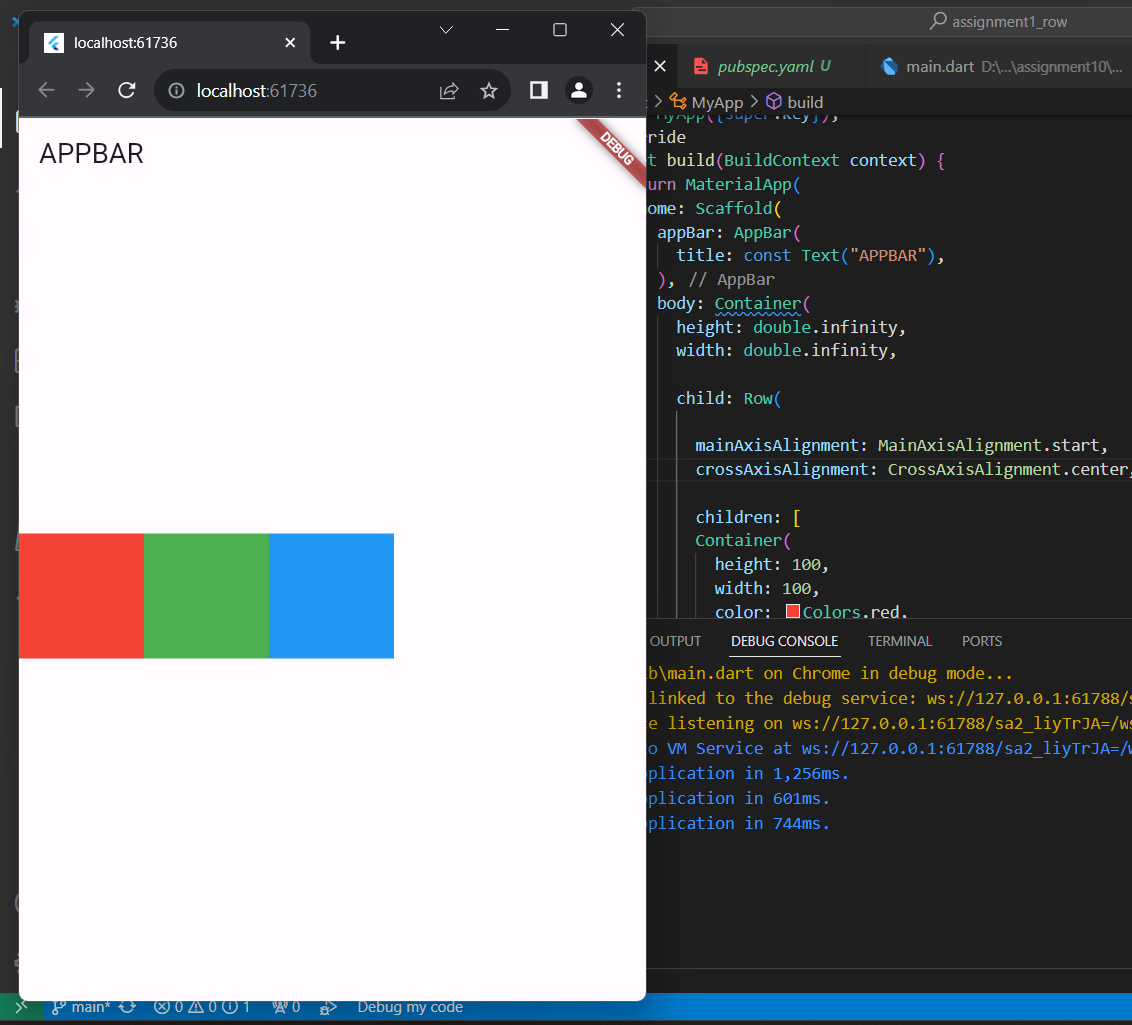 localhost:61736
localhost:61736
APPBAR
DEBUG
assignment1_row
pubspec.yaml U
main.dart D:\...\assignment10\...
MyApp
build
MyApp({super.key});
ride
t build(BuildContext context) {
urn MaterialApp(
ome: Scaffold(
appBar: AppBar(
title: const Text("APPBAR"),
), // AppBar
body: Container(
height: double.infinity,
width: double.infinity,
child: Row(
mainAxisAlignment: MainAxisAlignment.start,
crossAxisAlignment: CrossAxisAlignment.center,
children: [
Container(
height: 100,
width: 100,
color: Colors.red,
OUTPUT DEBUG CONSOLE TERMINAL PORTS
b\main.dart on Chrome in debug mode...
linked to the debug service: ws://127.0.0.1:61788/s
e listening on ws://127.0.0.1:61788/sa2_liyTrJA=/ws
o VM Service at ws://127.0.0.1:61788/sa2_liyTrJA=/w
plication in 1,256ms.
plication in 601ms.
plication in 744ms.
main* 0 0 1 0 Debug my code